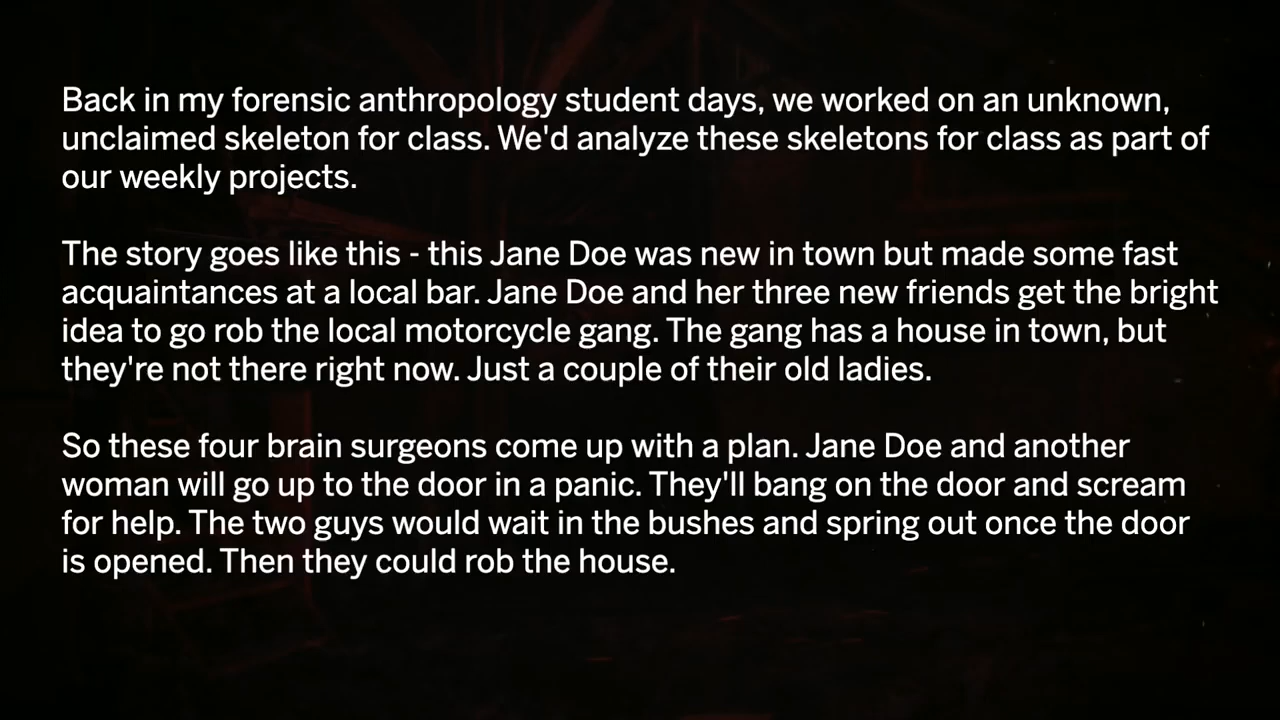 Back in my forensic anthropology student days, we worked on an unknown,
unclaimed skeleton for class. We'd analyze these skeletons for class as part of
our weekly projects.
The story goes like this - this Jane Doe was new in town but made some fast
acquaintances at a local bar. Jane Doe and her three new friends get the bright
idea to go rob the local motorcycle gang. The gang has a house in town, but
they're not there right now. Just a couple of their old ladies.
So these four brain surgeons come up with a plan. Jane Doe and another
woman will go up to the door in a panic. They'll bang on the door and scream
for help. The two guys would wait in the bushes and spring out once the door
is opened. Then they could rob the house.